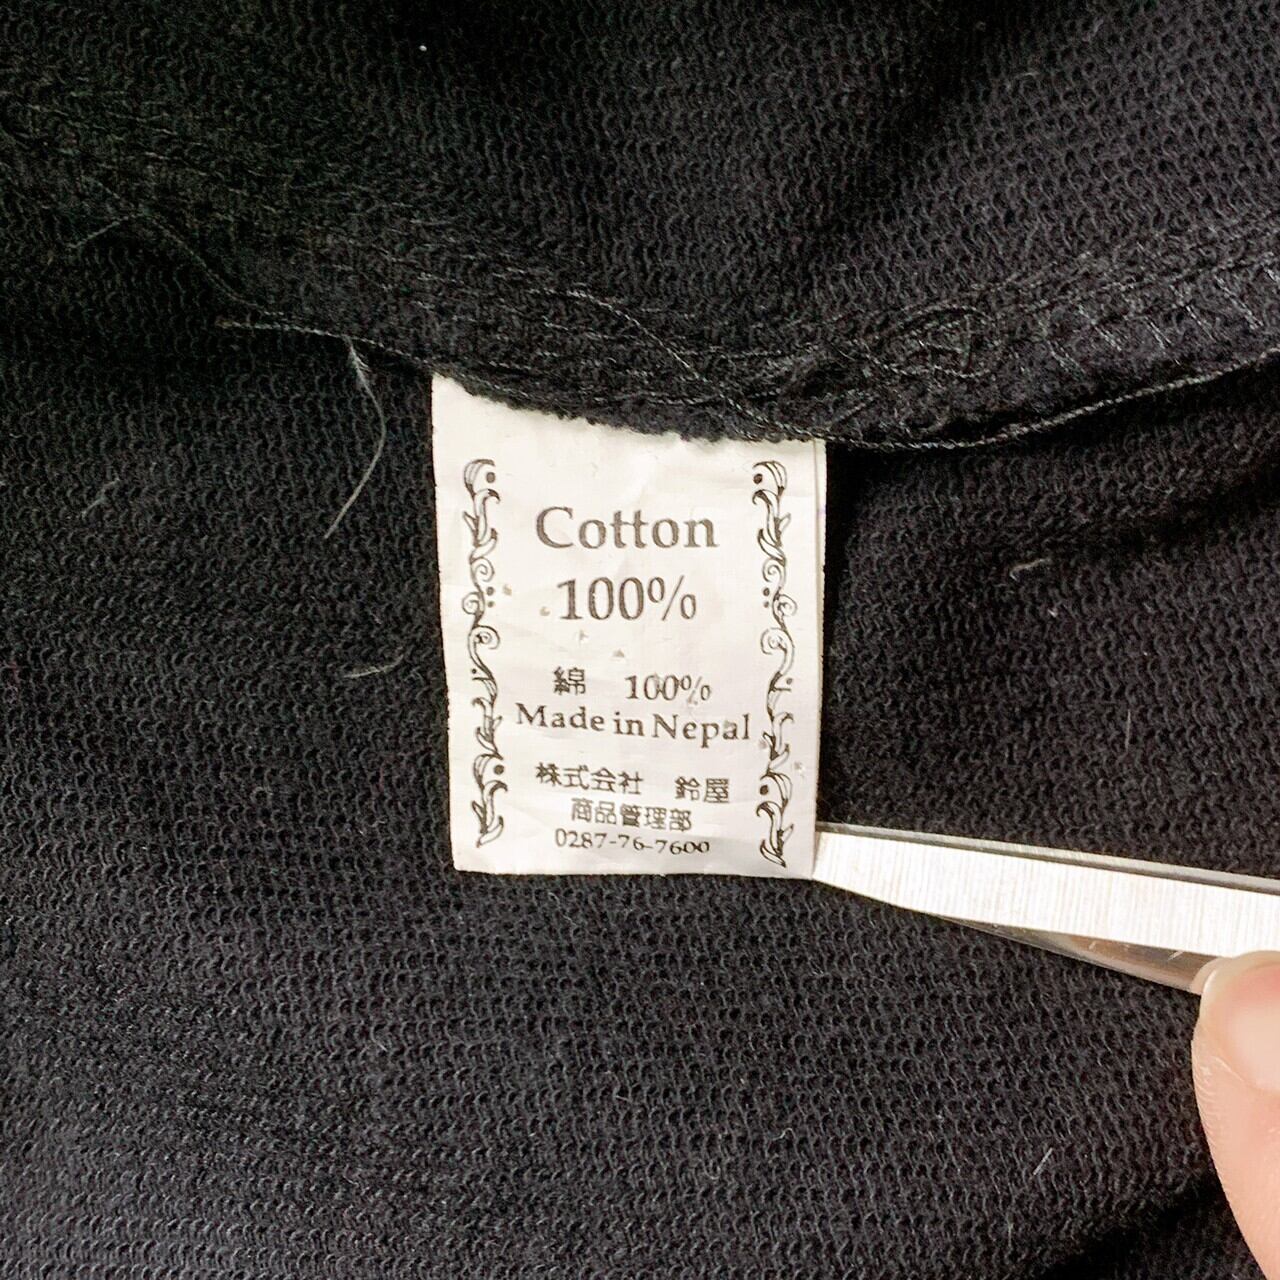 Cotton
100%
綿 100%
Made in Nepal
株式会社 鈴屋
商品管理部
0287-76-7600